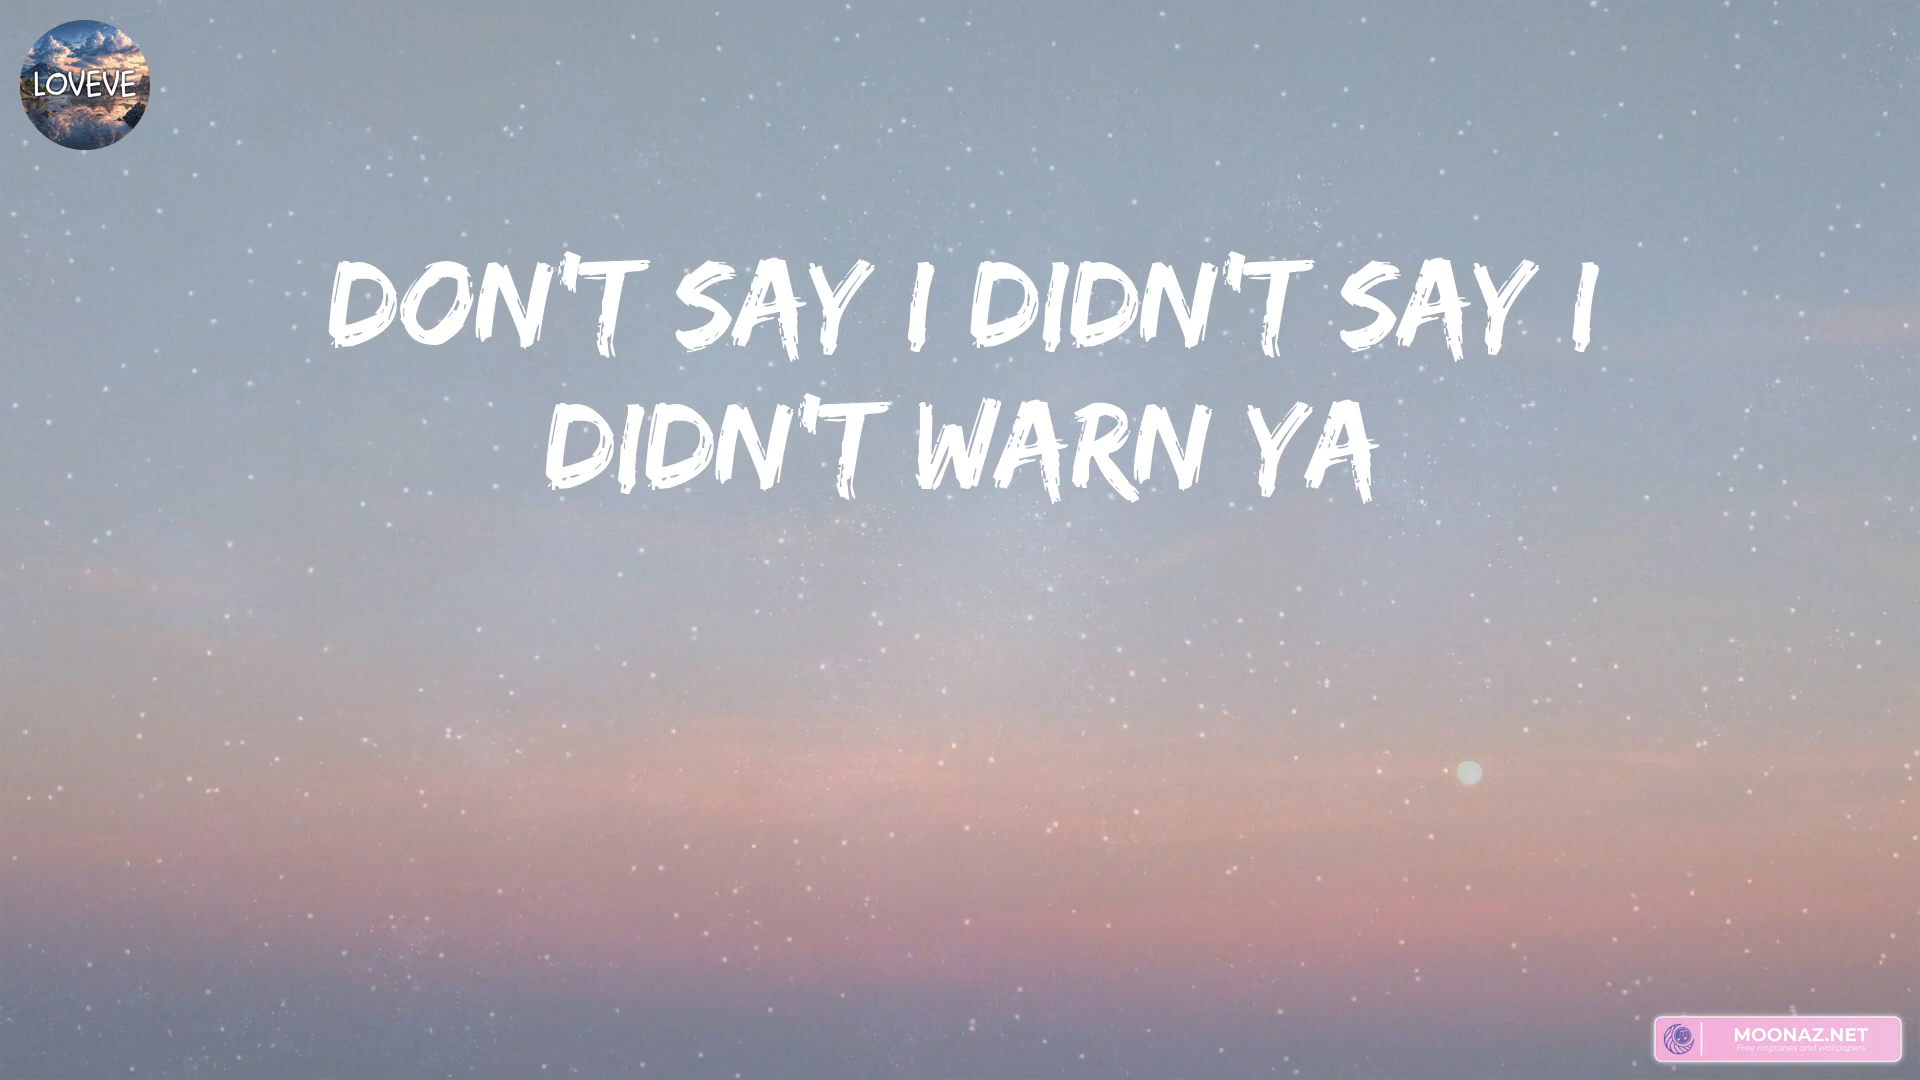 LOVEVE
DON'T SAY I DIDN'T SAY I
DIDN'T WARN YA
MOONAZ.NET
Free ringtones and wallpapers